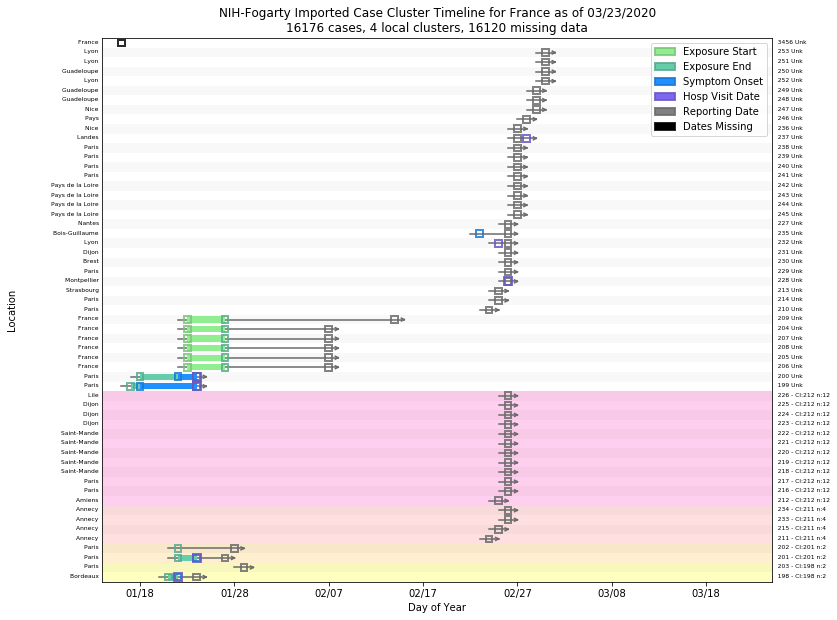 NIH-Fogarty Imported Case Cluster Timeline for France as of 03/23/2020
16176 cases, 4 local clusters, 16120 missing data
Exposure Start
Exposure End
Symptom Onset
Hosp Visit Date
Reporting Date
Dates Missing
Location
France 3456 Unk
Lyon 253 Unk
Lyon 251 Unk
Guadeloupe 250 Unk
Lyon 252 Unk
Guadeloupe 249 Unk
Guadeloupe 248 Unk
Nice 247 Unk
Pays 246 Unk
Nice 236 Unk
Landes 237 Unk
Paris 238 Unk
Paris 239 Unk
Paris 240 Unk
Paris 241 Unk
Pays de la Loire 242 Unk
Pays de la Loire 243 Unk
Pays de la Loire 244 Unk
Pays de la Loire 245 Unk
Nantes 227 Unk
Bois-Guillaume 235 Unk
Lyon 232 Unk
Dijon 231 Unk
Brest 230 Unk
Paris 229 Unk
Montpellier 228 Unk
Strasbourg 213 Unk
Paris 214 Unk
Paris 210 Unk
France 209 Unk
France 204 Unk
France 207 Unk
France 208 Unk
France 205 Unk
France 206 Unk
Paris 200 Unk
Paris 199 Unk
Lille 226 - Cl:212 n:12
Dijon 225 - Cl:212 n:12
Dijon 224 - Cl:212 n:12
Dijon 223 - Cl:212 n:12
Saint-Mande 222 - Cl:212 n:12
Saint-Mande 221 - Cl:212 n:12
Saint-Mande 220 - Cl:212 n:12
Saint-Mande 219 - Cl:212 n:12
Saint-Mande 218 - Cl:212 n:12
Paris 217 - Cl:212 n:12
Paris 216 - Cl:212 n:12
Amiens 212 - Cl:212 n:12
Annecy 234 - Cl:211 n:4
Annecy 233 - Cl:211 n:4
Annecy 215 - Cl:211 n:4
Annecy 211 - Cl:211 n:4
Paris 202 - Cl:201 n:2
Paris 201 - Cl:201 n:2
Paris 203 - Cl:198 n:2
Bordeaux 198 - Cl:198 n:2
01/18 01/28 02/07 02/17 02/27 03/08 03/18
Day of Year